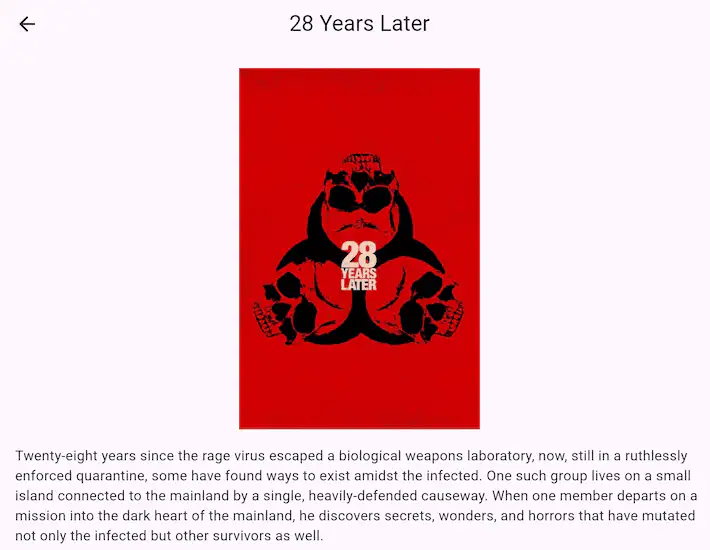 28 Years Later
28
YEARS
LATER
Twenty-eight years since the rage virus escaped a biological weapons laboratory, now, still in a ruthlessly
enforced quarantine, some have found ways to exist amidst the infected. One such group lives on a small
island connected to the mainland by a single, heavily-defended causeway. When one member departs on a
mission into the dark heart of the mainland, he discovers secrets, wonders, and horrors that have mutated
not only the infected but other survivors as well.